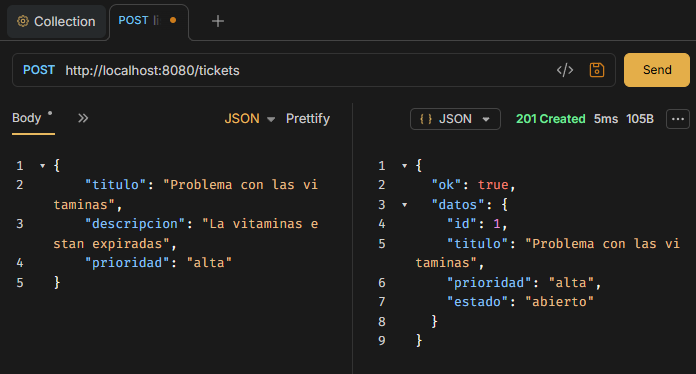 Collection
POST
POST http://localhost:8080/tickets </> Send
Body JSON Prettify
1 {
2 "titulo": "Problema con las vi
taminas",
3 "descripcion": "La vitaminas e
stan expiradas",
4 "prioridad": "alta"
5 }
{ } JSON 201 Created 5ms 105B
1 {
2 "ok": true,
3 "datos": {
4 "id": 1,
5 "titulo": "Problema con las vi
taminas",
6 "prioridad": "alta",
7 "estado": "abierto"
8 }
9 }